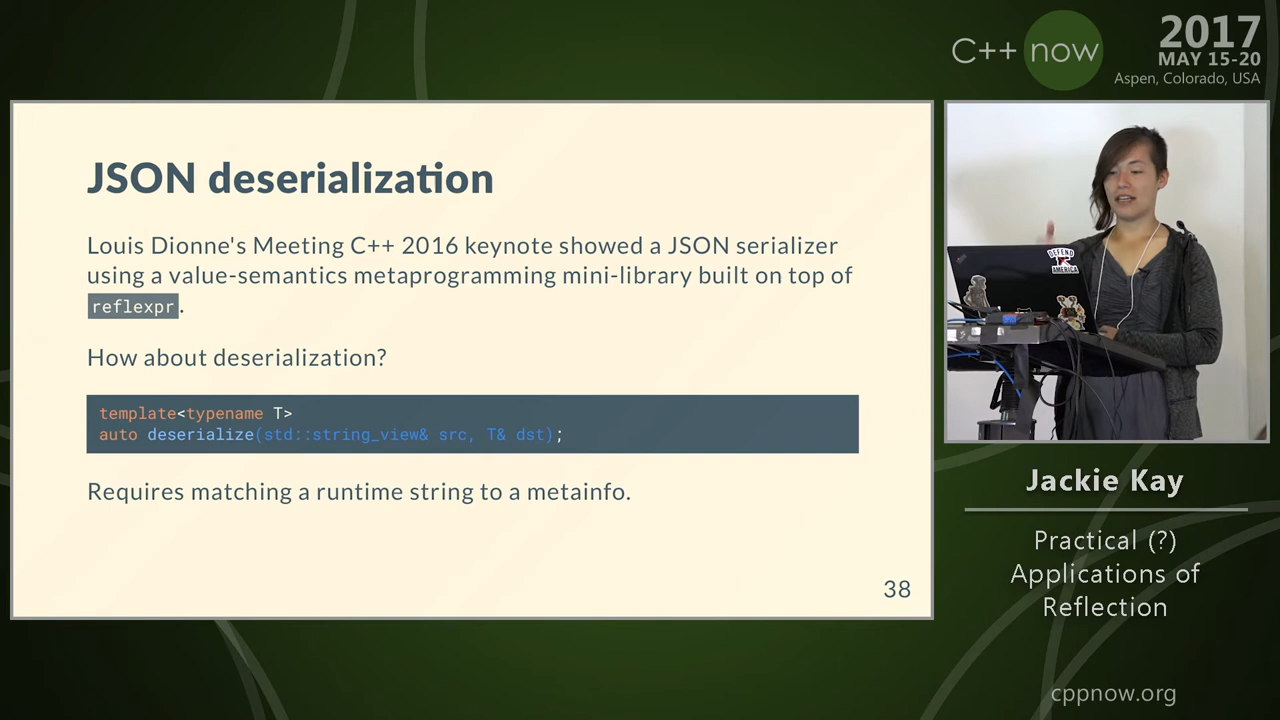 C++ now
2017
MAY 15-20
Aspen, Colorado, USA
JSON deserialization
Louis Dionne's Meeting C++ 2016 keynote showed a JSON serializer
using a value-semantics metaprogramming mini-library built on top of
reflexpr.
How about deserialization?
template<typename T>
auto deserialize(std::string_view& src, T& dst);
Requires matching a runtime string to a metainfo.
38
DEFEND
AMERICA
Jackie Kay
Practical (?)
Applications of
Reflection
cppnow.org